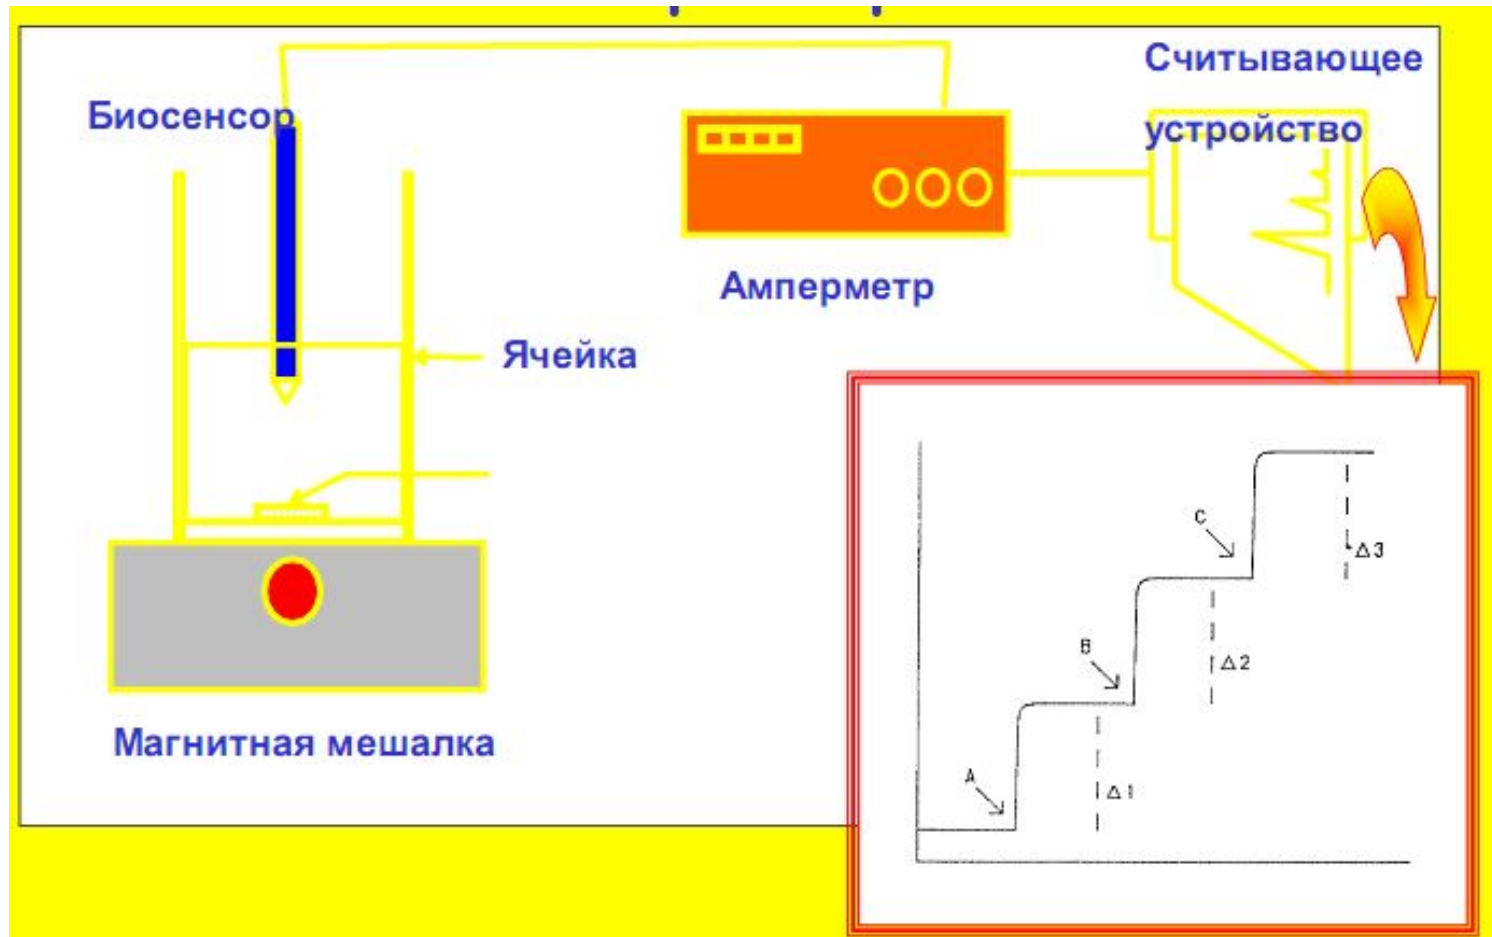 Считывающее
устройство
Биосенсор
Амперметр
Ячейка
Магнитная мешалка
C
Δ3
B
Δ2
A
Δ1